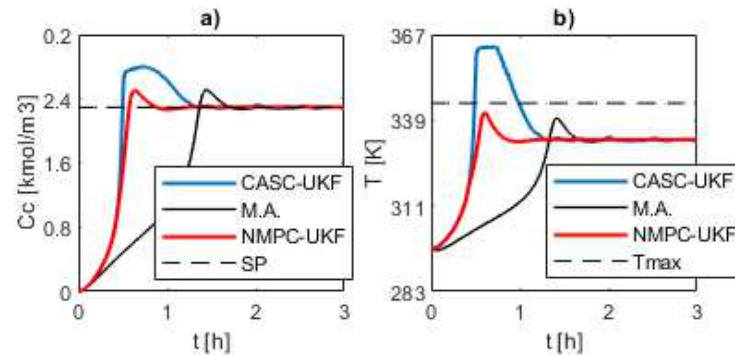 a)
0.2
2.4
1.6
0.8
0
Cc [kmol/m3]
0
1
2
3
t [h]
CASC-UKF
M.A.
NMPC-UKF
SP
b)
367
339
311
283
T [K]
0
1
2
3
t [h]
CASC-UKF
M.A.
NMPC-UKF
Tmax